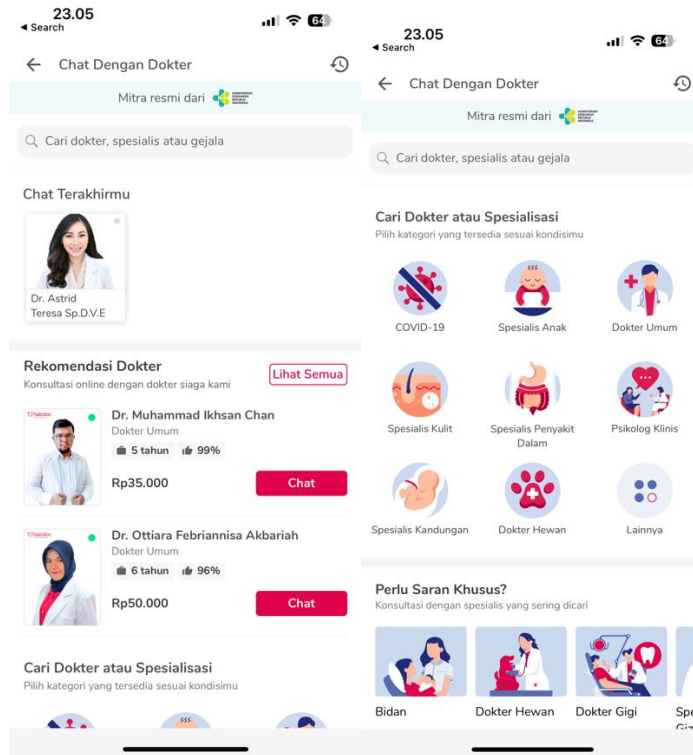 23.05
◄ Search
64
Chat Dengan Dokter
Mitra resmi dari
Cari dokter, spesialis atau gejala
Chat Terakhirmu
Dr. Astrid
Teresa Sp.D.V.E
Rekomendasi Dokter
Konsultasi online dengan dokter siaga kami
Lihat Semua
halodoc
Dr. Muhammad Ikhsan Chan
Dokter Umum
5 tahun 99%
Rp35.000
Chat
halodoc
Dr. Ottiara Febriannisa Akbariah
Dokter Umum
6 tahun 96%
Rp50.000
Chat
Cari Dokter atau Spesialisasi
Pilih kategori yang tersedia sesuai kondisimu
23.05
◄ Search
64
Chat Dengan Dokter
Mitra resmi dari
Cari dokter, spesialis atau gejala
Cari Dokter atau Spesialisasi
Pilih kategori yang tersedia sesuai kondisimu
COVID-19
Spesialis Anak
Dokter Umum
Spesialis Kulit
Spesialis Penyakit
Dalam
Psikolog Klinis
Spesialis Kandungan
Dokter Hewan
Lainnya
Perlu Saran Khusus?
Konsultasi dengan spesialis yang sering dicari
Bidan
Dokter Hewan
Dokter Gigi